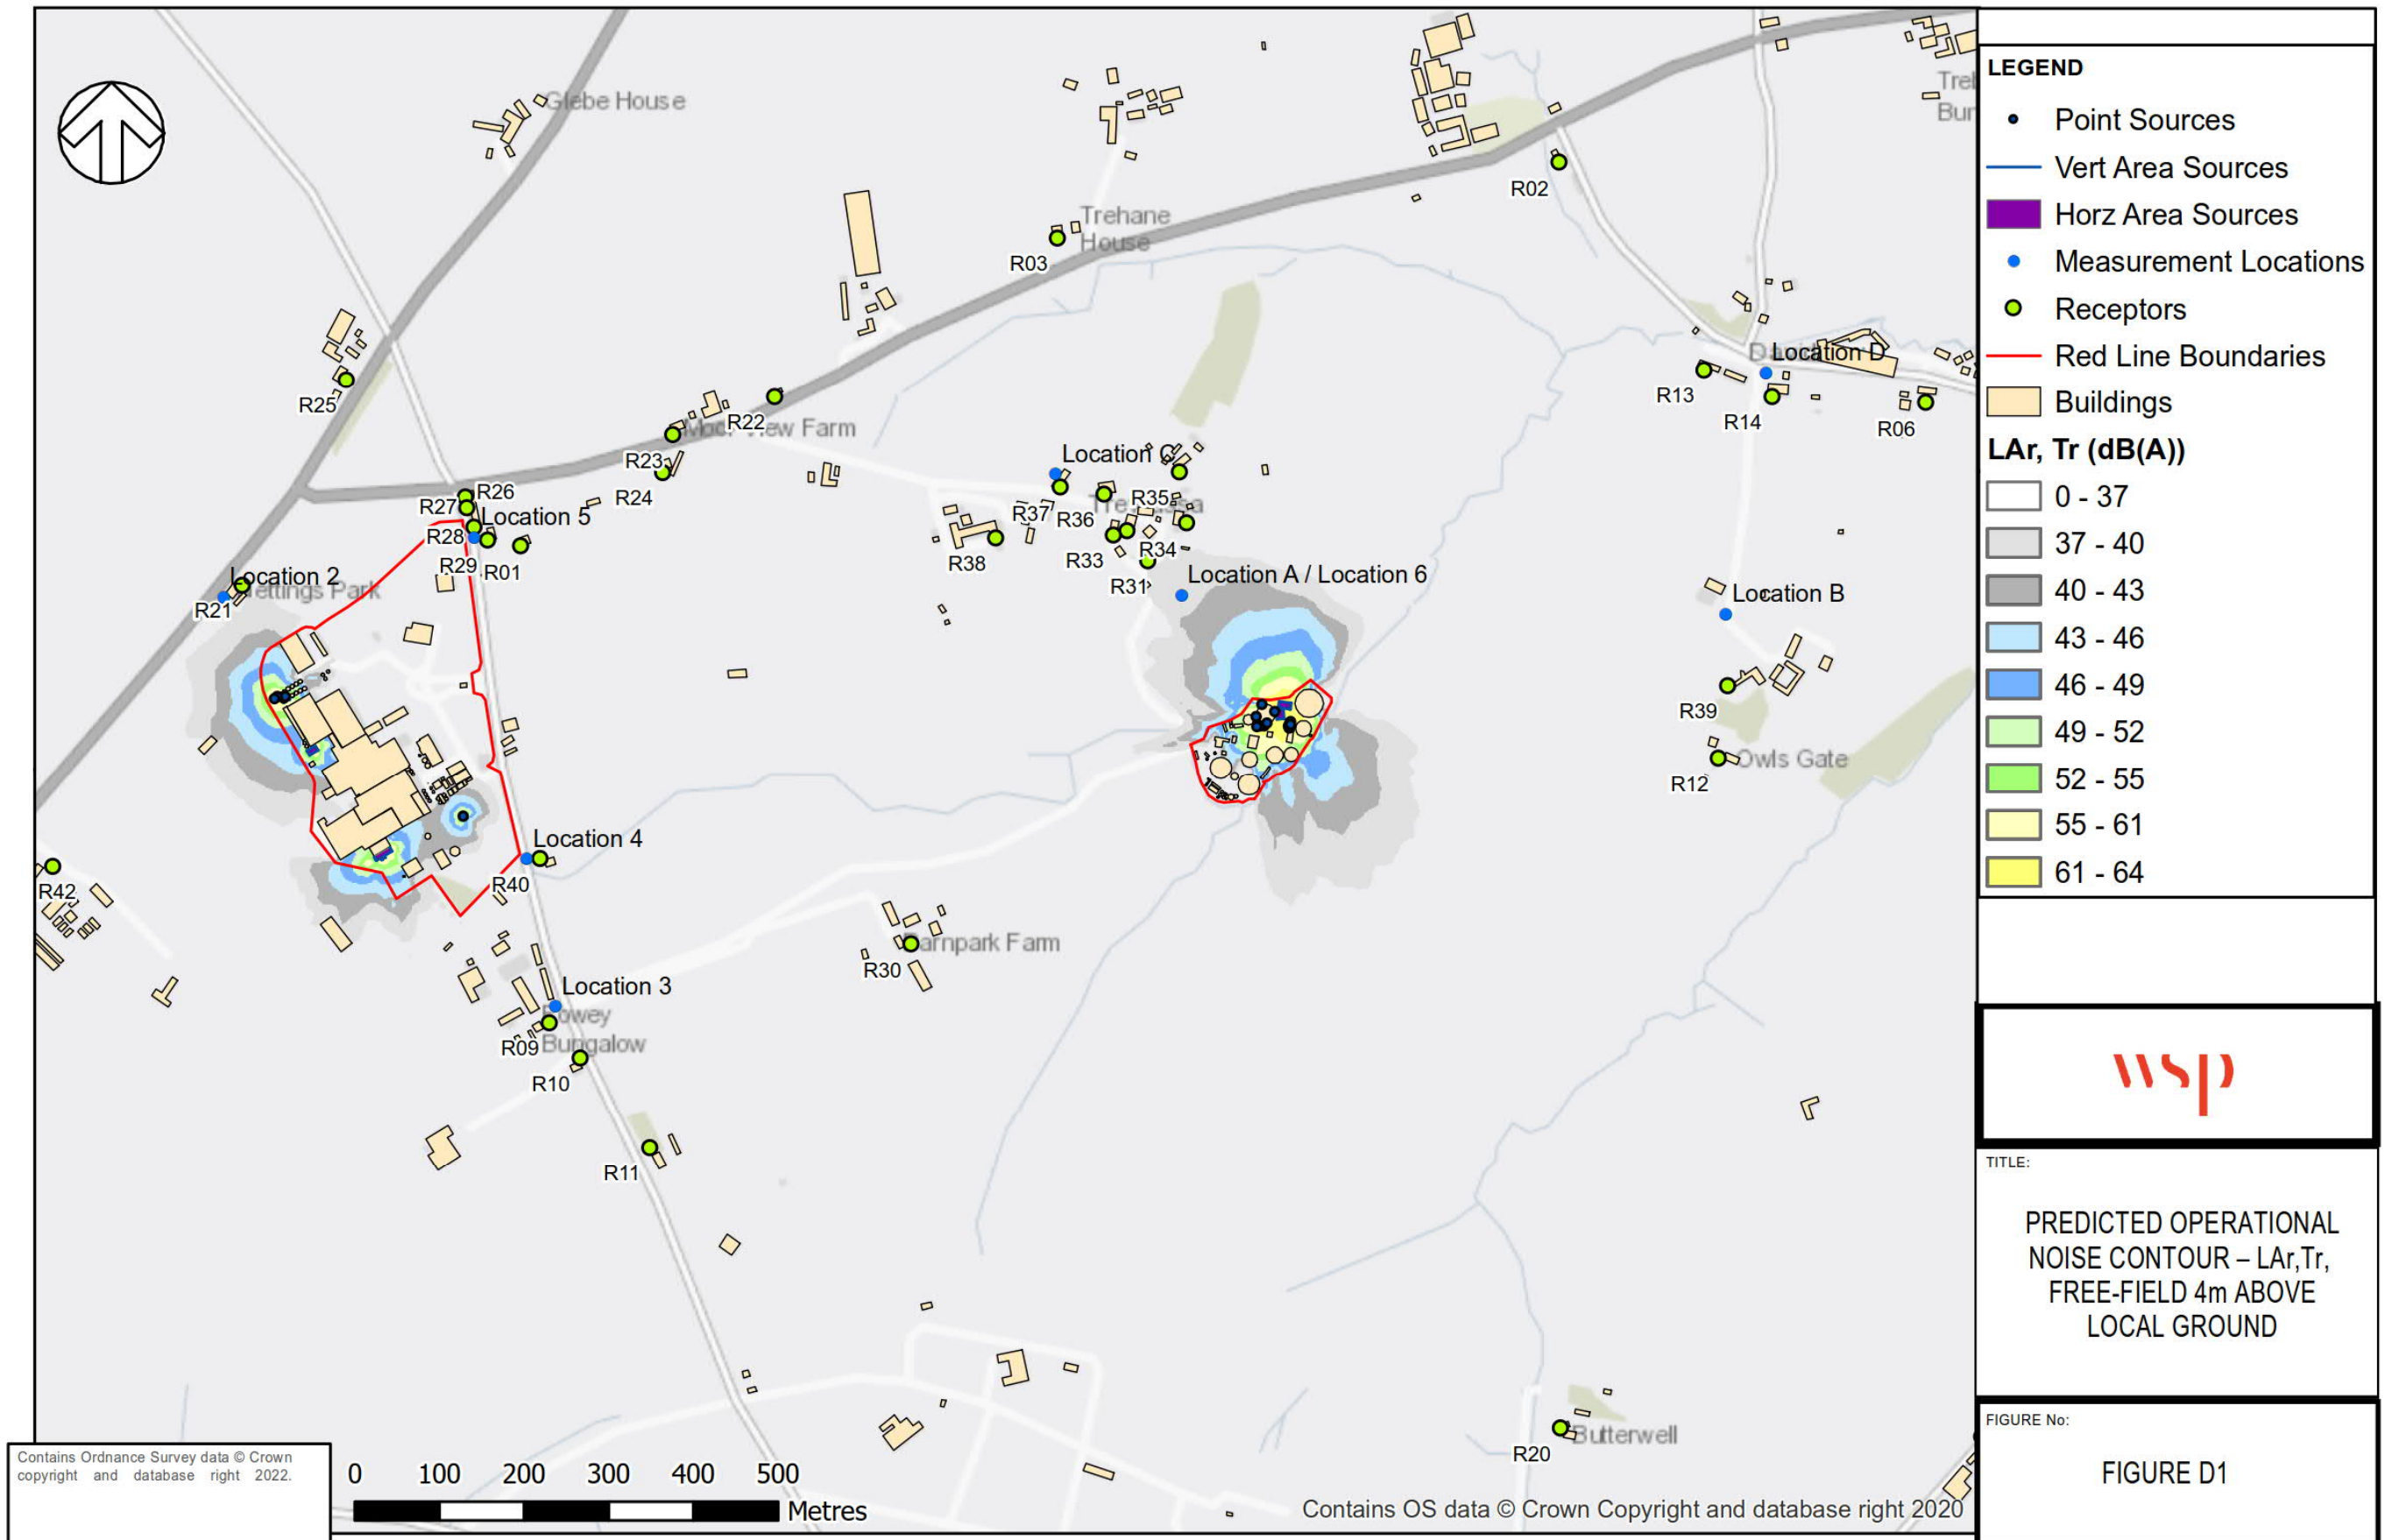 Glebe House
Trehane
House
R02
R03
R25
R22
R23
R24
R26
R27
Location 5
R28
R29
R01
Location 2
R21
Location C
R37
R36
R35
R38
R33
R34
R31
Location A / Location 6
Location D
R13
R14
R06
Location B
R39
R12
Owls Gate
Location 4
R40
R42
R30
Location 3
Bungalow
R09
R10
R11
R20
Butterwell
LEGEND
Point Sources
Vert Area Sources
Horz Area Sources
Measurement Locations
Receptors
Red Line Boundaries
Buildings
LAr, Tr (dB(A))
0 - 37
37 - 40
40 - 43
43 - 46
46 - 49
49 - 52
52 - 55
55 - 61
61 - 64
wsp
TITLE:
PREDICTED OPERATIONAL
NOISE CONTOUR – LAr,Tr,
FREE-FIELD 4m ABOVE
LOCAL GROUND
FIGURE No:
FIGURE D1
Contains Ordnance Survey data © Crown
copyright and database right 2022.
0 100 200 300 400 500
Metres
Contains OS data © Crown Copyright and database right 2020